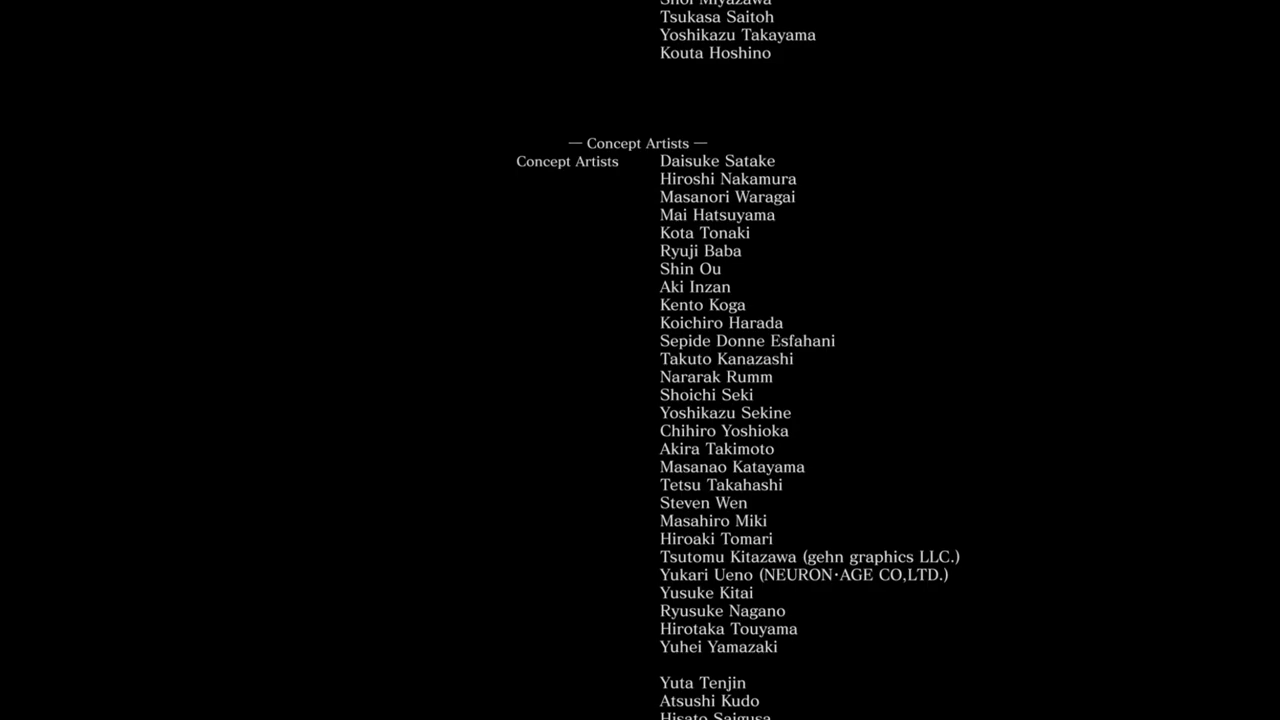 Shoi Miyazawa
Tsukasa Saitoh
Yoshikazu Takayama
Kouta Hoshino
— Concept Artists —
Concept Artists Daisuke Satake
Hiroshi Nakamura
Masanori Waragai
Mai Hatsuyama
Kota Tonaki
Ryuji Baba
Shin Ou
Aki Inzan
Kento Koga
Koichiro Harada
Sepide Donne Esfahani
Takuto Kanazashi
Nararak Rumm
Shoichi Seki
Yoshikazu Sekine
Chihiro Yoshioka
Akira Takimoto
Masanao Katayama
Tetsu Takahashi
Steven Wen
Masahiro Miki
Hiroaki Tomari
Tsutomu Kitazawa (gehn graphics LLC.)
Yukari Ueno (NEURON・AGE CO,LTD.)
Yusuke Kitai
Ryusuke Nagano
Hirotaka Touyama
Yuhei Yamazaki
Yuta Tenjin
Atsushi Kudo
Hisato Saigusa